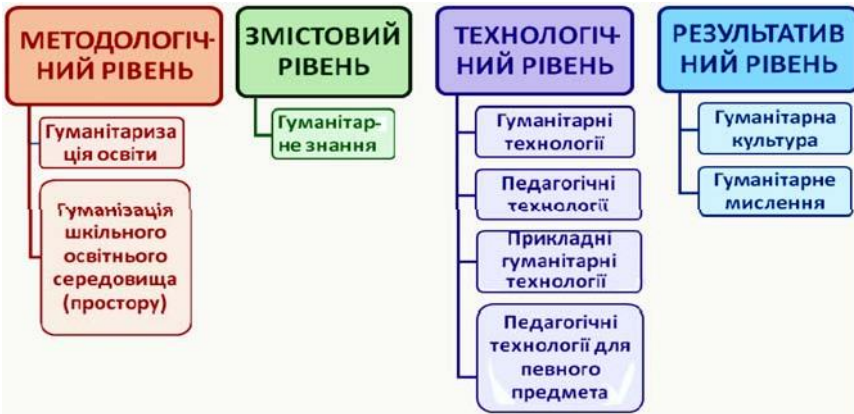 МЕТОДОЛОГІЧ-
НИЙ РІВЕНЬ
Гуманітариза
ція освіти
Гуманізація
шкільного
освітнього
середовища
(простору)
ЗМІСТОВИЙ
РІВЕНЬ
Гуманітар-
не знання
ТЕХНОЛОГІЧ-
НИЙ РІВЕНЬ
Гуманітарні
технології
Педагогічні
технології
Прикладні
гуманітарні
технології
Педагогічні
технології для
певного
предмета
РЕЗУЛЬТАТИВ
НИЙ РІВЕНЬ
Гуманітарна
культура
Гуманітарне
мислення